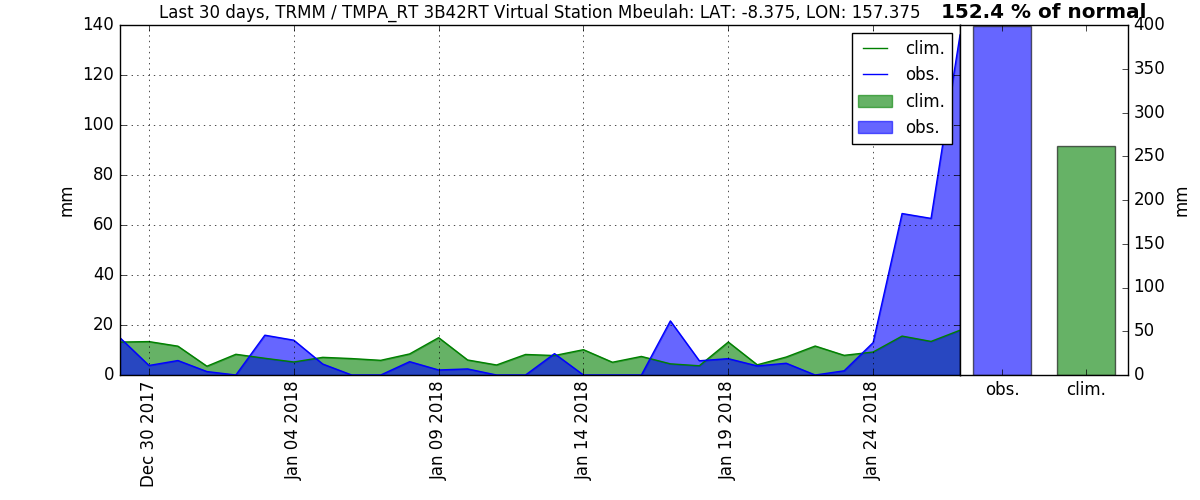 Last 30 days, TRMM / TMPA_RT 3B42RT Virtual Station Mbeulah: LAT: -8.375, LON: 157.375
152.4 % of normal
140
120
100
80
60
40
20
0
mm
clim.
obs.
clim.
obs.
Dec 30 2017
Jan 04 2018
Jan 09 2018
Jan 14 2018
Jan 19 2018
Jan 24 2018
400
350
300
250
200
150
100
50
0
mm
obs.
clim.